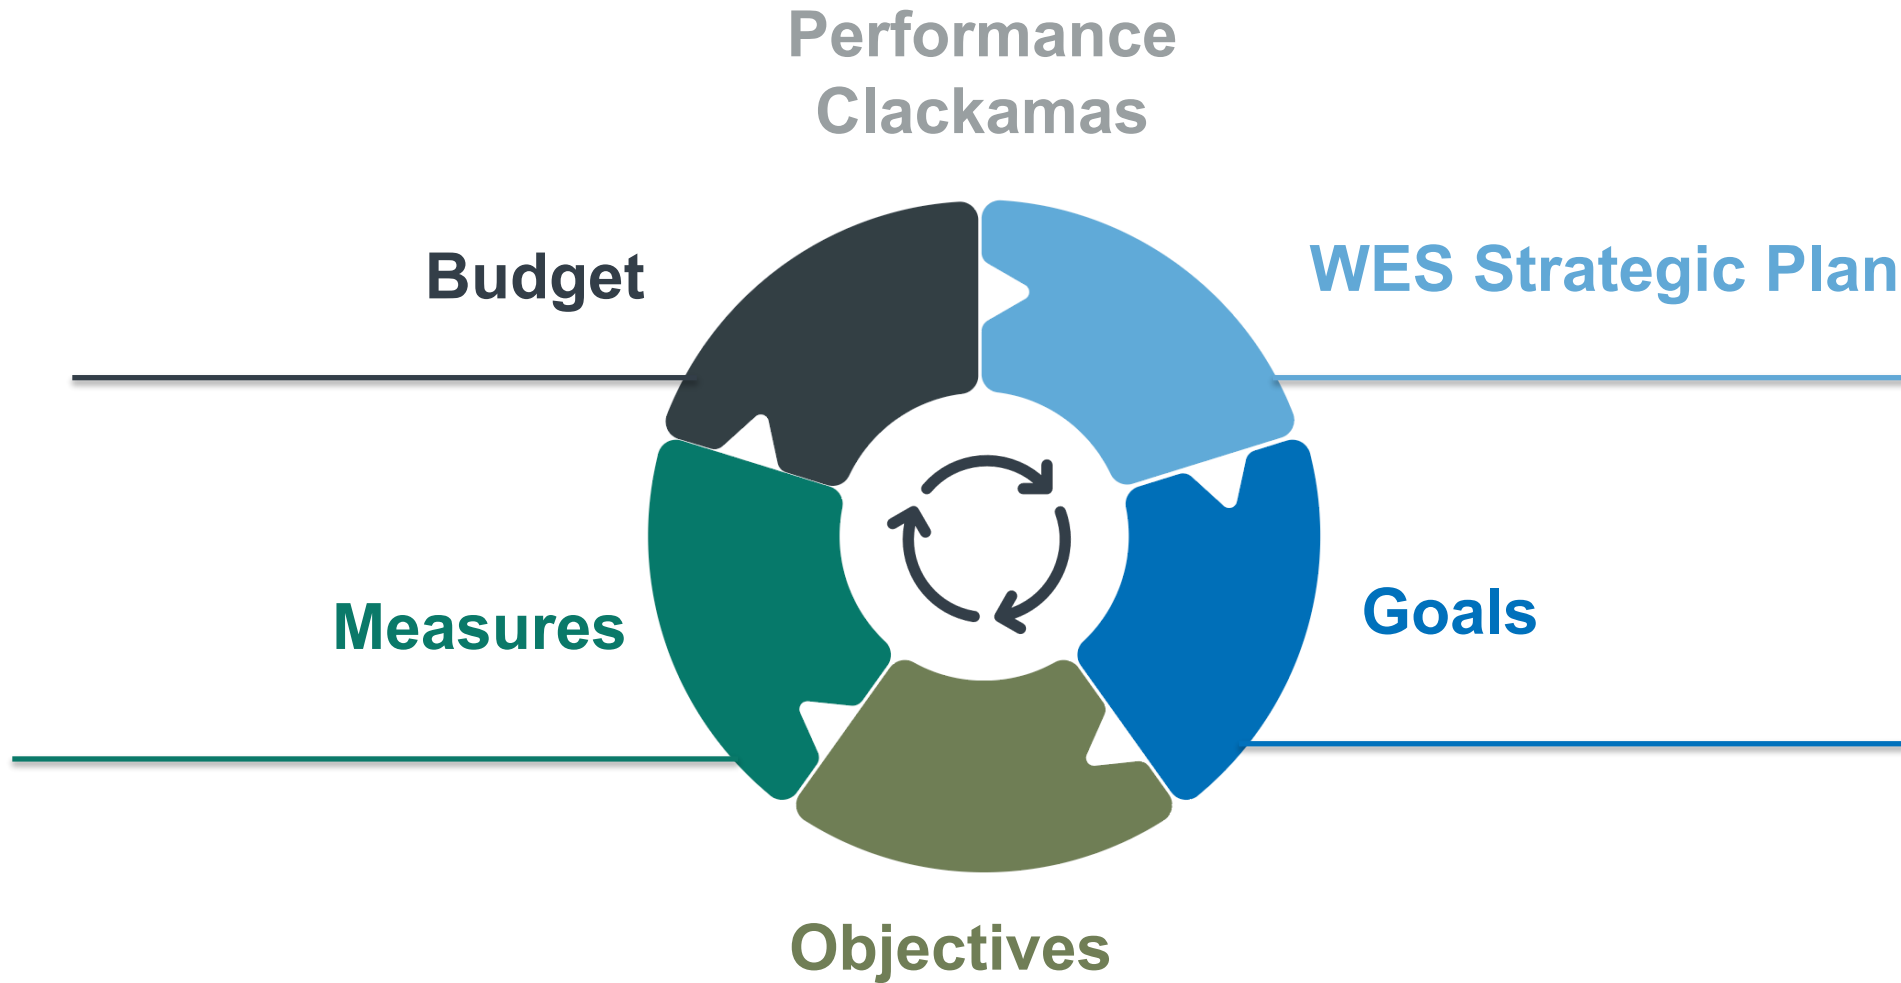 Performance
Clackamas
Budget
WES Strategic Plan
Measures
Goals
Objectives